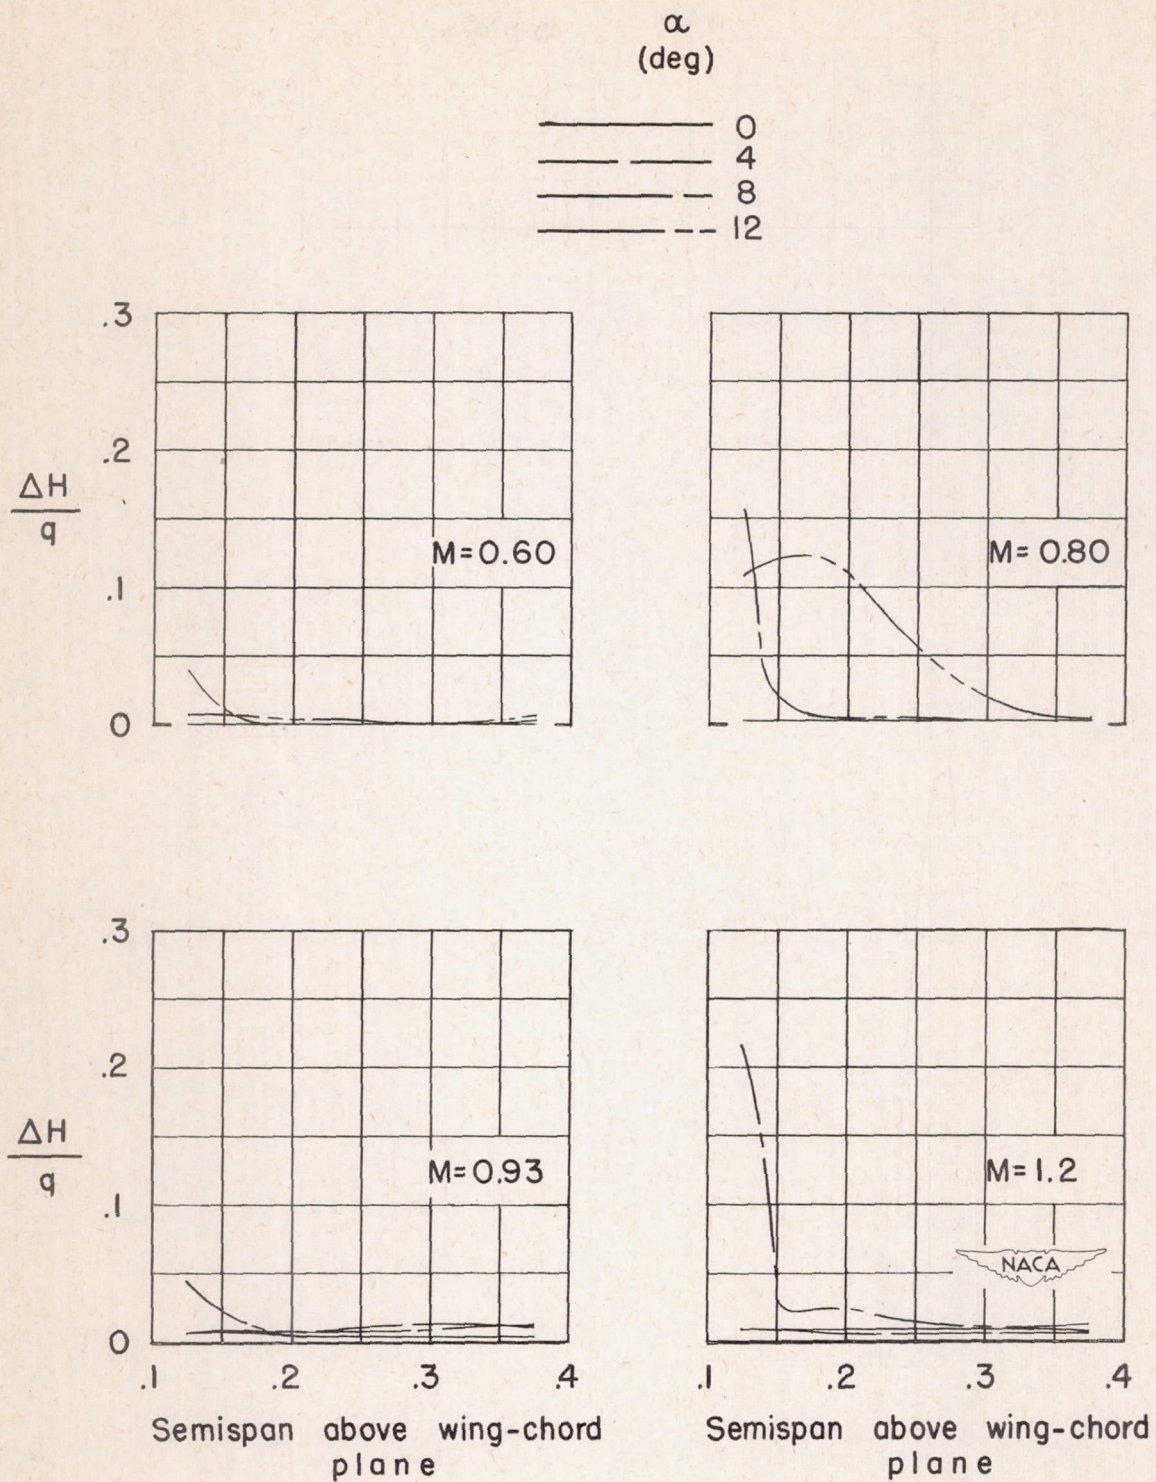 α
(deg)
0
4
8
12
.3
.2
ΔH
q
.1
0
M=0.60
M=0.80
.3
.2
ΔH
q
.1
0
M=0.93
M=1.2
NACA
.1 .2 .3 .4
.1 .2 .3 .4
Semispan above wing-chord
plane
Semispan above wing-chord
plane